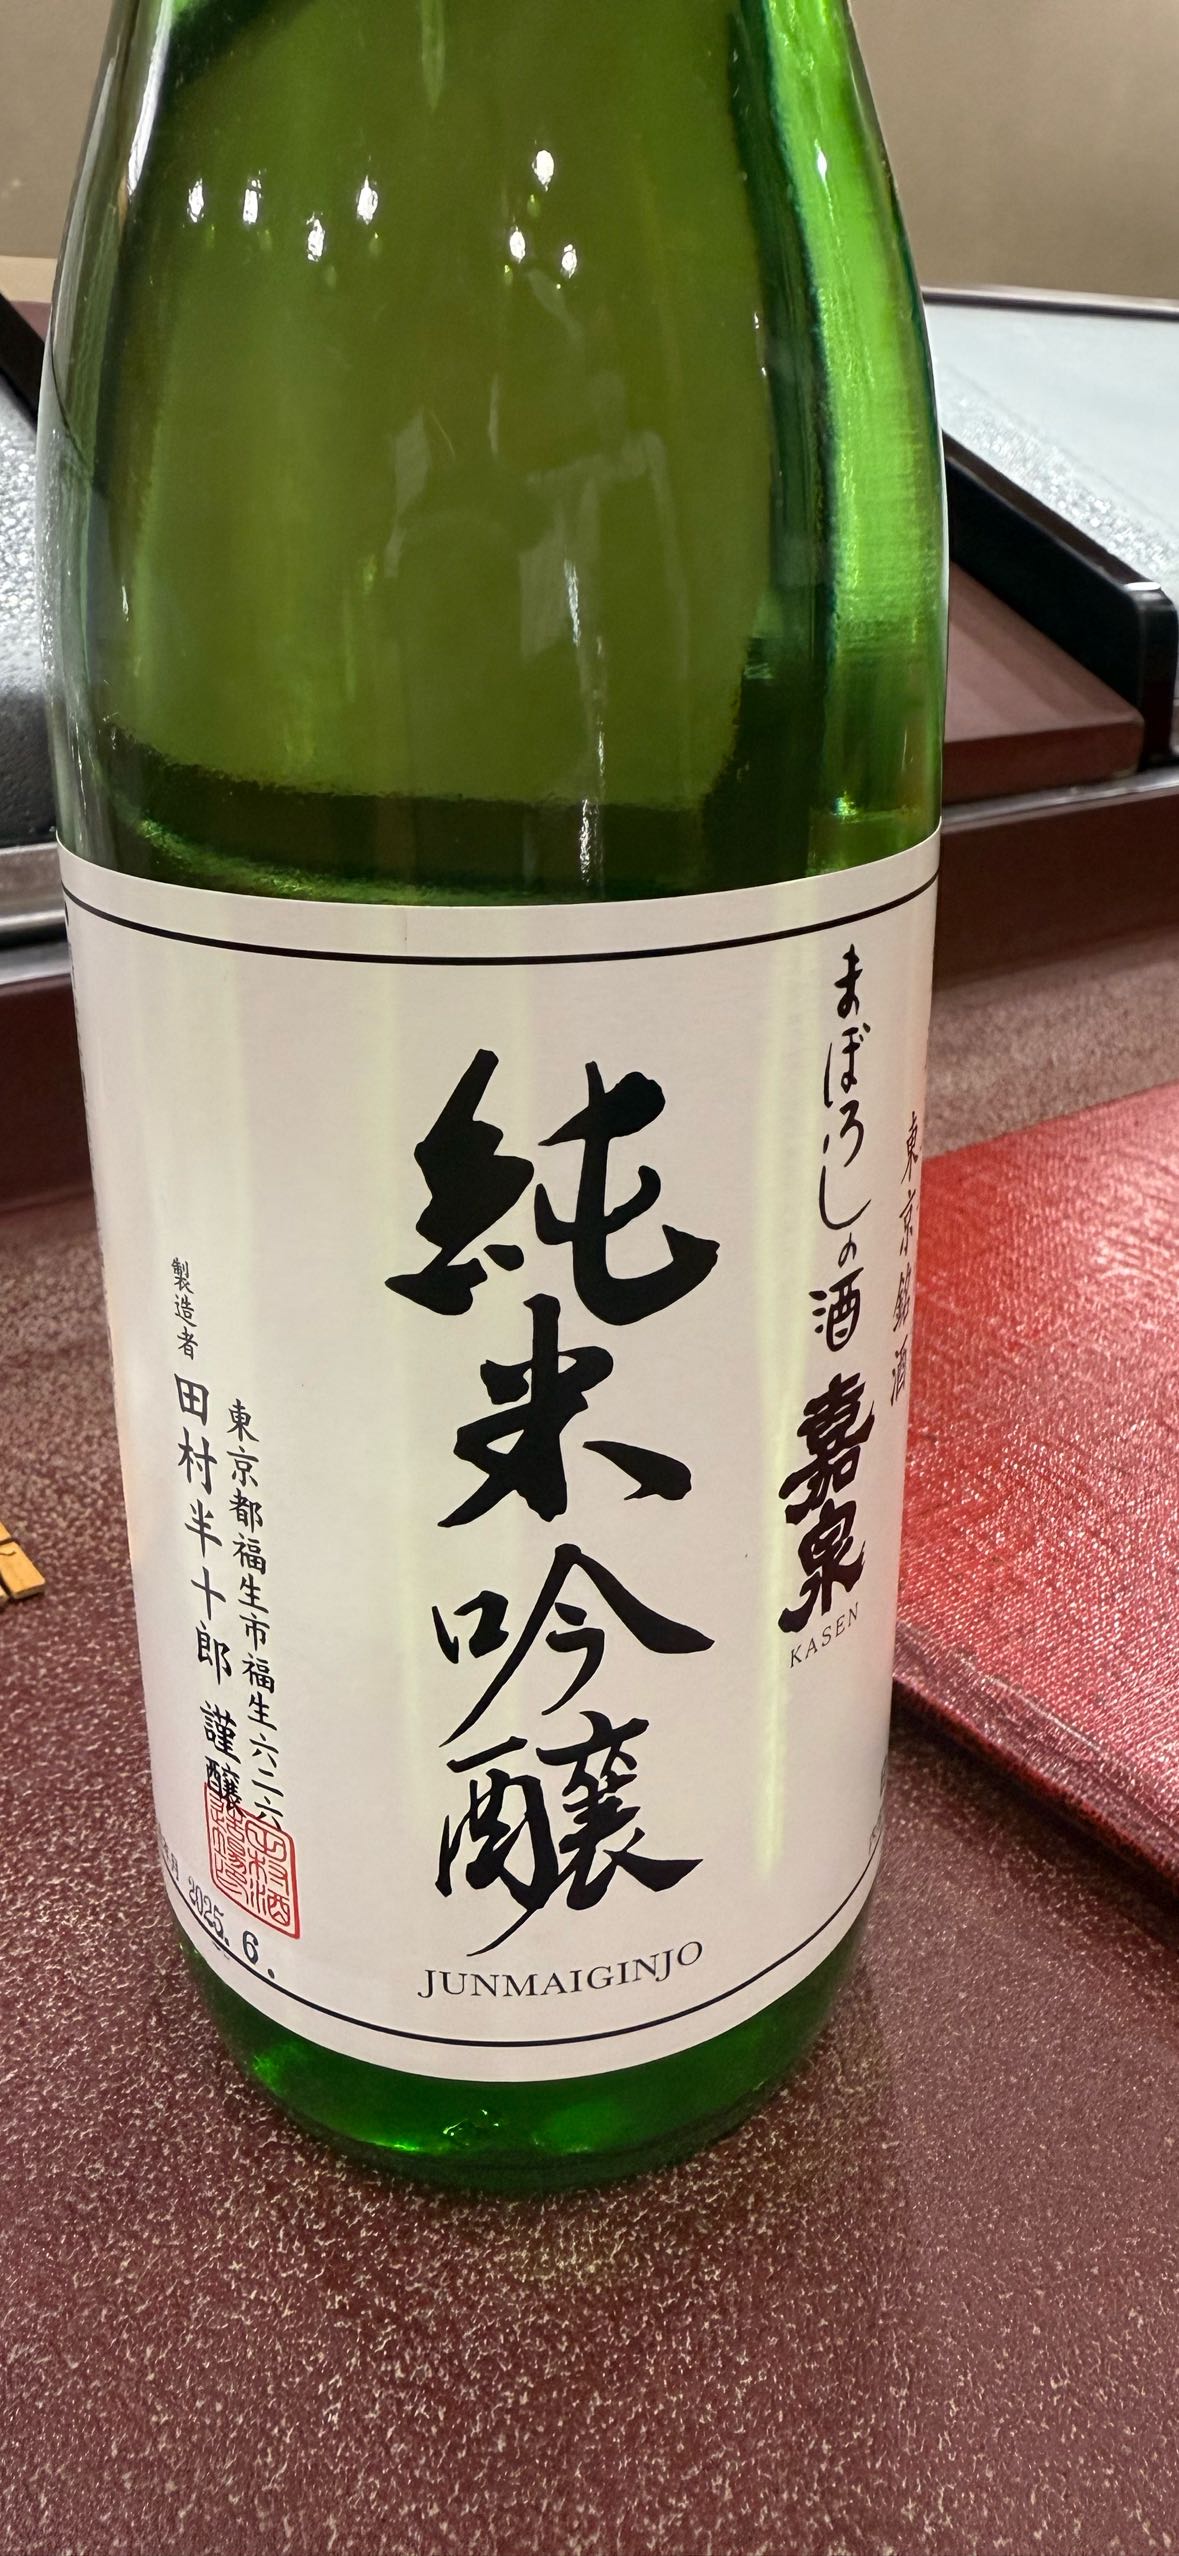 東京銘酒
まぼろしの酒 嘉泉
KASEN
純米吟醸
JUNMAIGINJO
東京都福生市福生六二六
製造者 田村半十郎 謹醸
2025.6.